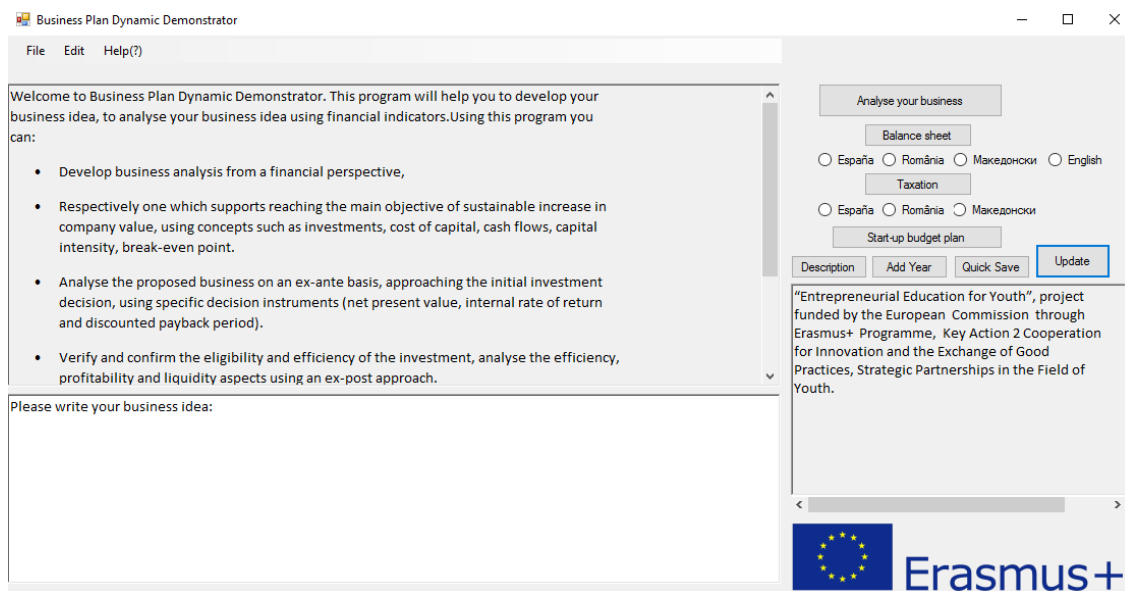 Business Plan Dynamic Demonstrator
File Edit Help(?)
Welcome to Business Plan Dynamic Demonstrator. This program will help you to develop your
business idea, to analyse your business idea using financial indicators.Using this program you
can:
• Develop business analysis from a financial perspective,
• Respectively one which supports reaching the main objective of sustainable increase in
company value, using concepts such as investments, cost of capital, cash flows, capital
intensity, break-even point.
• Analyse the proposed business on an ex-ante basis, approaching the initial investment
decision, using specific decision instruments (net present value, internal rate of return
and discounted payback period).
• Verify and confirm the eligibility and efficiency of the investment, analyse the efficiency,
profitability and liquidity aspects using an ex-post approach.
Please write your business idea:
Analyse your business
Balance sheet
España România Македонски English
Taxation
España România Македонски
Start-up budget plan
Description Add Year Quick Save Update
“Entrepreneurial Education for Youth”, project
funded by the European Commission through
Erasmus+ Programme, Key Action 2 Cooperation
for Innovation and the Exchange of Good
Practices, Strategic Partnerships in the Field of
Youth.
Erasmus+